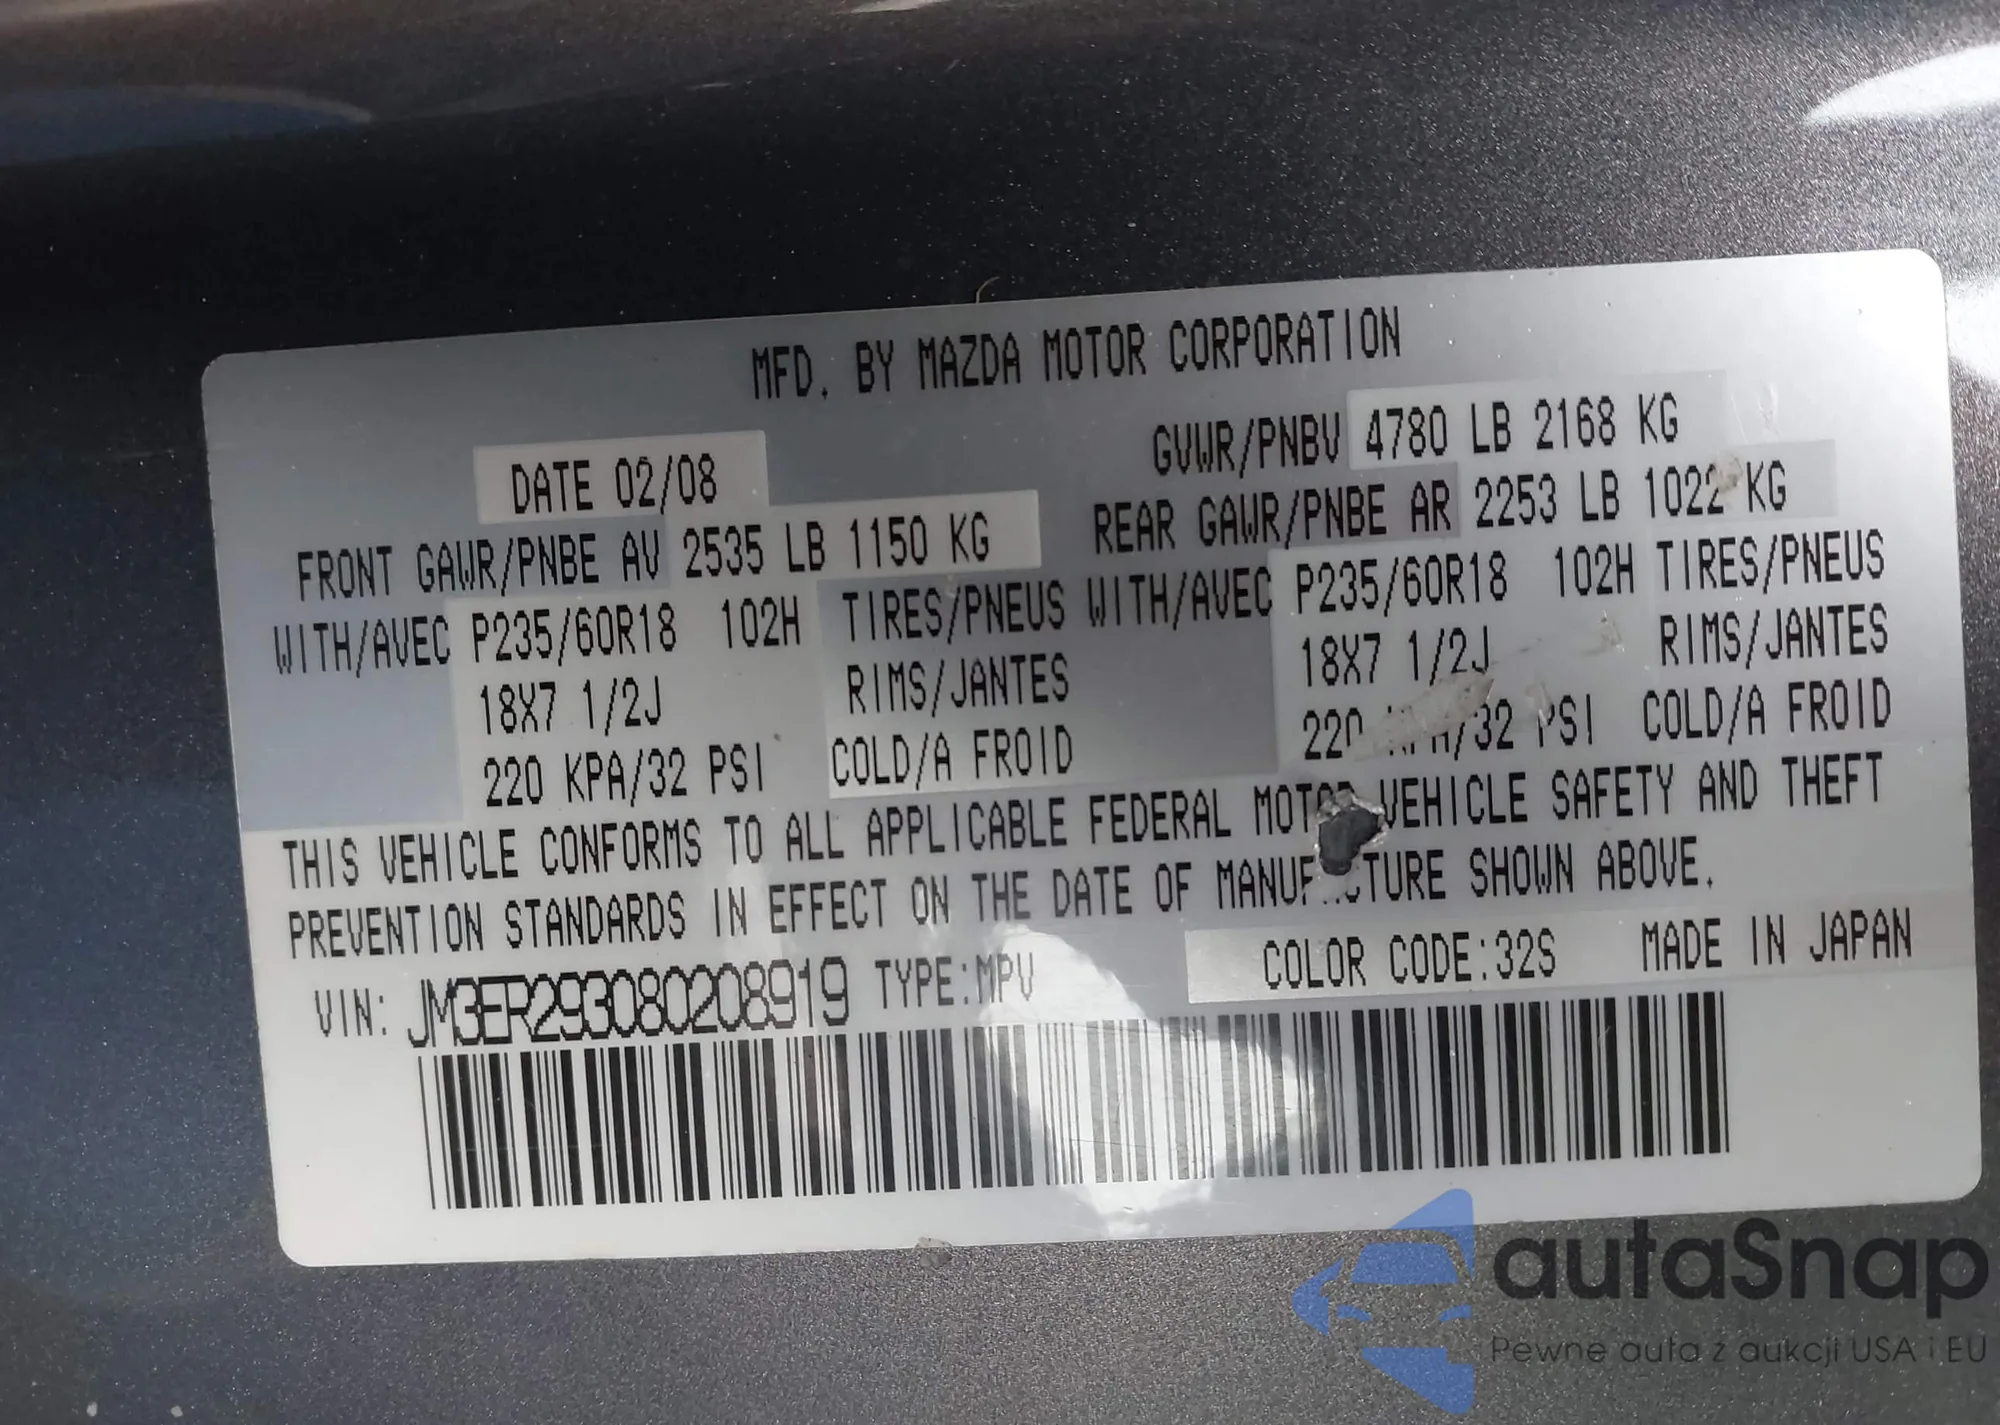 MFD. BY MAZDA MOTOR CORPORATION
DATE 02/08
GVWR/PNBV 4780 LB 2168 KG
FRONT GAWR/PNBE AV 2535 LB 1150 KG
REAR GAWR/PNBE AR 2253 LB 1022 KG
WITH/AVEC P235/60R18 102H TIRES/PNEUS
WITH/AVEC P235/60R18 102H TIRES/PNEUS
18X7 1/2J RIMS/JANTES
18X7 1/2J RIMS/JANTES
220 KPA/32 PSI COLD/A FROID
220 KPA/32 PSI COLD/A FROID
THIS VEHICLE CONFORMS TO ALL APPLICABLE FEDERAL MOTOR VEHICLE SAFETY AND THEFT
PREVENTION STANDARDS IN EFFECT ON THE DATE OF MANUFACTURE SHOWN ABOVE.
VIN: JM3ER293080208919 TYPE:MPV
COLOR CODE:32S MADE IN JAPAN
autaSnap
Pewne auta z aukcji USA i EU